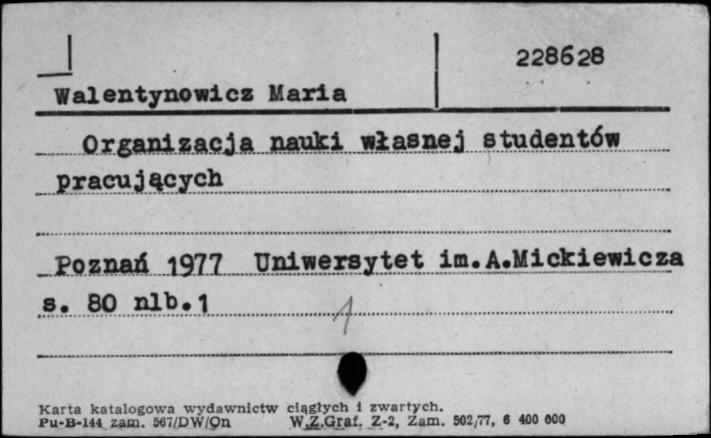 228628
Walentynowicz Maria
Organizacja nauki własnej studentów
pracujących
Poznań 1977 Uniwersytet im.A.Mickiewicza
s. 80 nlb.1
1
Karta katalogowa wydawnictw ciągłych i zwartych.
Pu-B-144 zam. 567/DW/On W.Z.Graf. Z-2, Zam. 502/77, 6 400 000